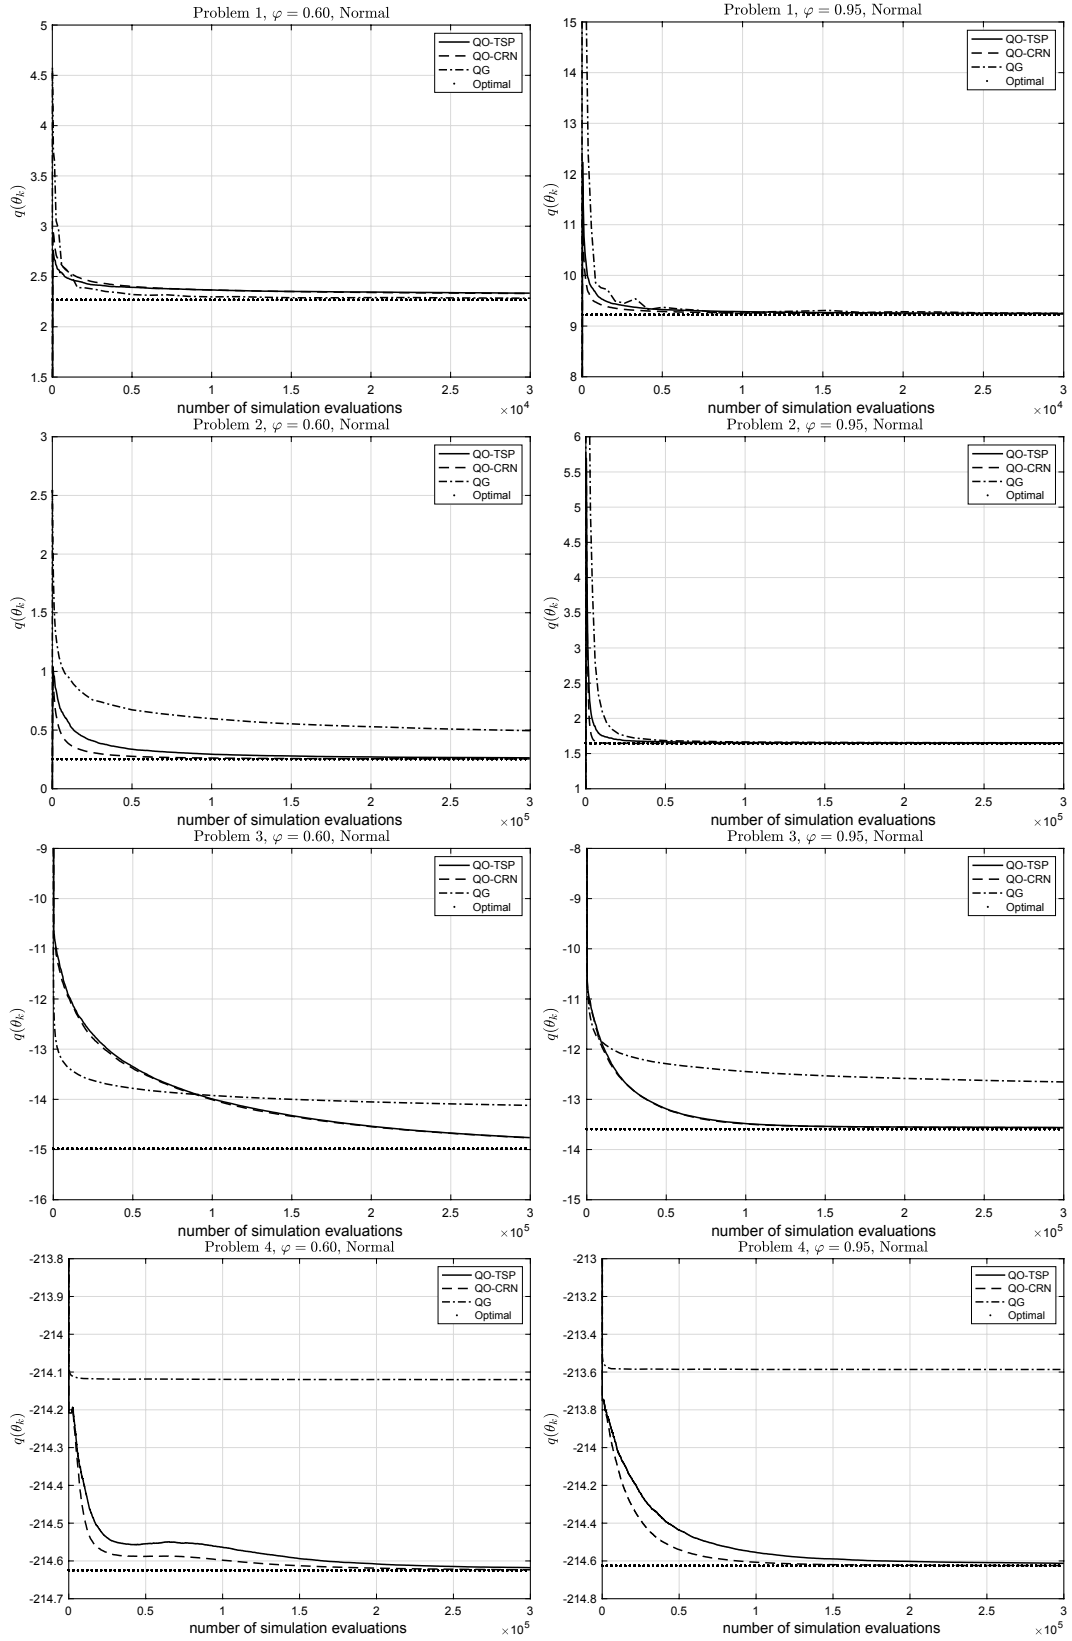 Problem 1, φ = 0.60, Normal
5
4.5
4
3.5
3
2.5
2
1.5
q(θk)
QO-TSP
QO-CRN
QG
Optimal
0 0.5 1 1.5 2 2.5 3
number of simulation evaluations
×10^4
Problem 1, φ = 0.95, Normal
15
14
13
12
11
10
9
8
q(θk)
QO-TSP
QO-CRN
QG
Optimal
0 0.5 1 1.5 2 2.5 3
number of simulation evaluations
×10^4
Problem 2, φ = 0.60, Normal
3
2.5
2
1.5
1
0.5
0
q(θk)
QO-TSP
QO-CRN
QG
Optimal
0 0.5 1 1.5 2 2.5 3
number of simulation evaluations
×10^5
Problem 2, φ = 0.95, Normal
6
5.5
5
4.5
4
3.5
3
2.5
2
1.5
1
q(θk)
QO-TSP
QO-CRN
QG
Optimal
0 0.5 1 1.5 2 2.5 3
number of simulation evaluations
×10^5
Problem 3, φ = 0.60, Normal
-9
-10
-11
-12
-13
-14
-15
-16
q(θk)
QO-TSP
QO-CRN
QG
Optimal
0 0.5 1 1.5 2 2.5 3
number of simulation evaluations
×10^5
Problem 3, φ = 0.95, Normal
-8
-9
-10
-11
-12
-13
-14
-15
q(θk)
QO-TSP
QO-CRN
QG
Optimal
0 0.5 1 1.5 2 2.5 3
number of simulation evaluations
×10^5
Problem 4, φ = 0.60, Normal
-213.8
-213.9
-214
-214.1
-214.2
-214.3
-214.4
-214.5
-214.6
-214.7
q(θk)
QO-TSP
QO-CRN
QG
Optimal
0 0.5 1 1.5 2 2.5 3
number of simulation evaluations
×10^5
Problem 4, φ = 0.95, Normal
-213
-213.2
-213.4
-213.6
-213.8
-214
-214.2
-214.4
-214.6
-214.8
q(θk)
QO-TSP
QO-CRN
QG
Optimal
0 0.5 1 1.5 2 2.5 3
number of simulation evaluations
×10^5